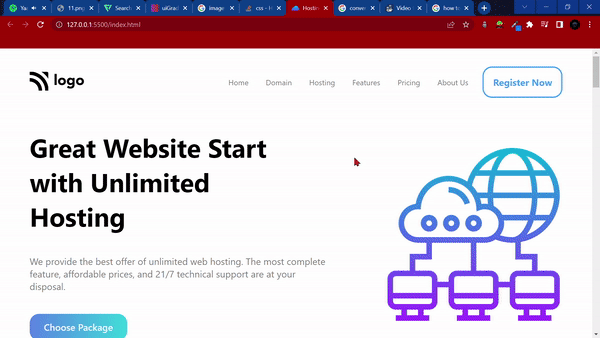 Ya
11.png
Search
uiGrad
image
css - H
Hostin
conve
Video
how to
127.0.0.1:5500/index.html
logo
Home Domain Hosting Features Pricing About Us Register Now
Great Website Start
with Unlimited
Hosting
We provide the best offer of unlimited web hosting. The most complete
feature, affordable prices, and 21/7 technical support are at your
disposal.
Choose Package